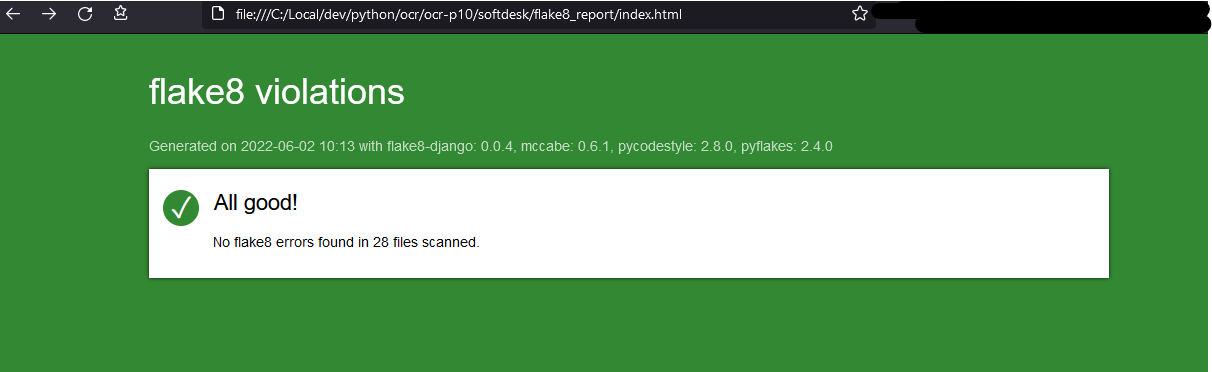 file:///C:/Local/dev/python/ocr/ocr-p10/softdesk/flake8_report/index.html
flake8 violations
Generated on 2022-06-02 10:13 with flake8-django: 0.0.4, mccabe: 0.6.1, pycodestyle: 2.8.0, pyflakes: 2.4.0
All good!
No flake8 errors found in 28 files scanned.